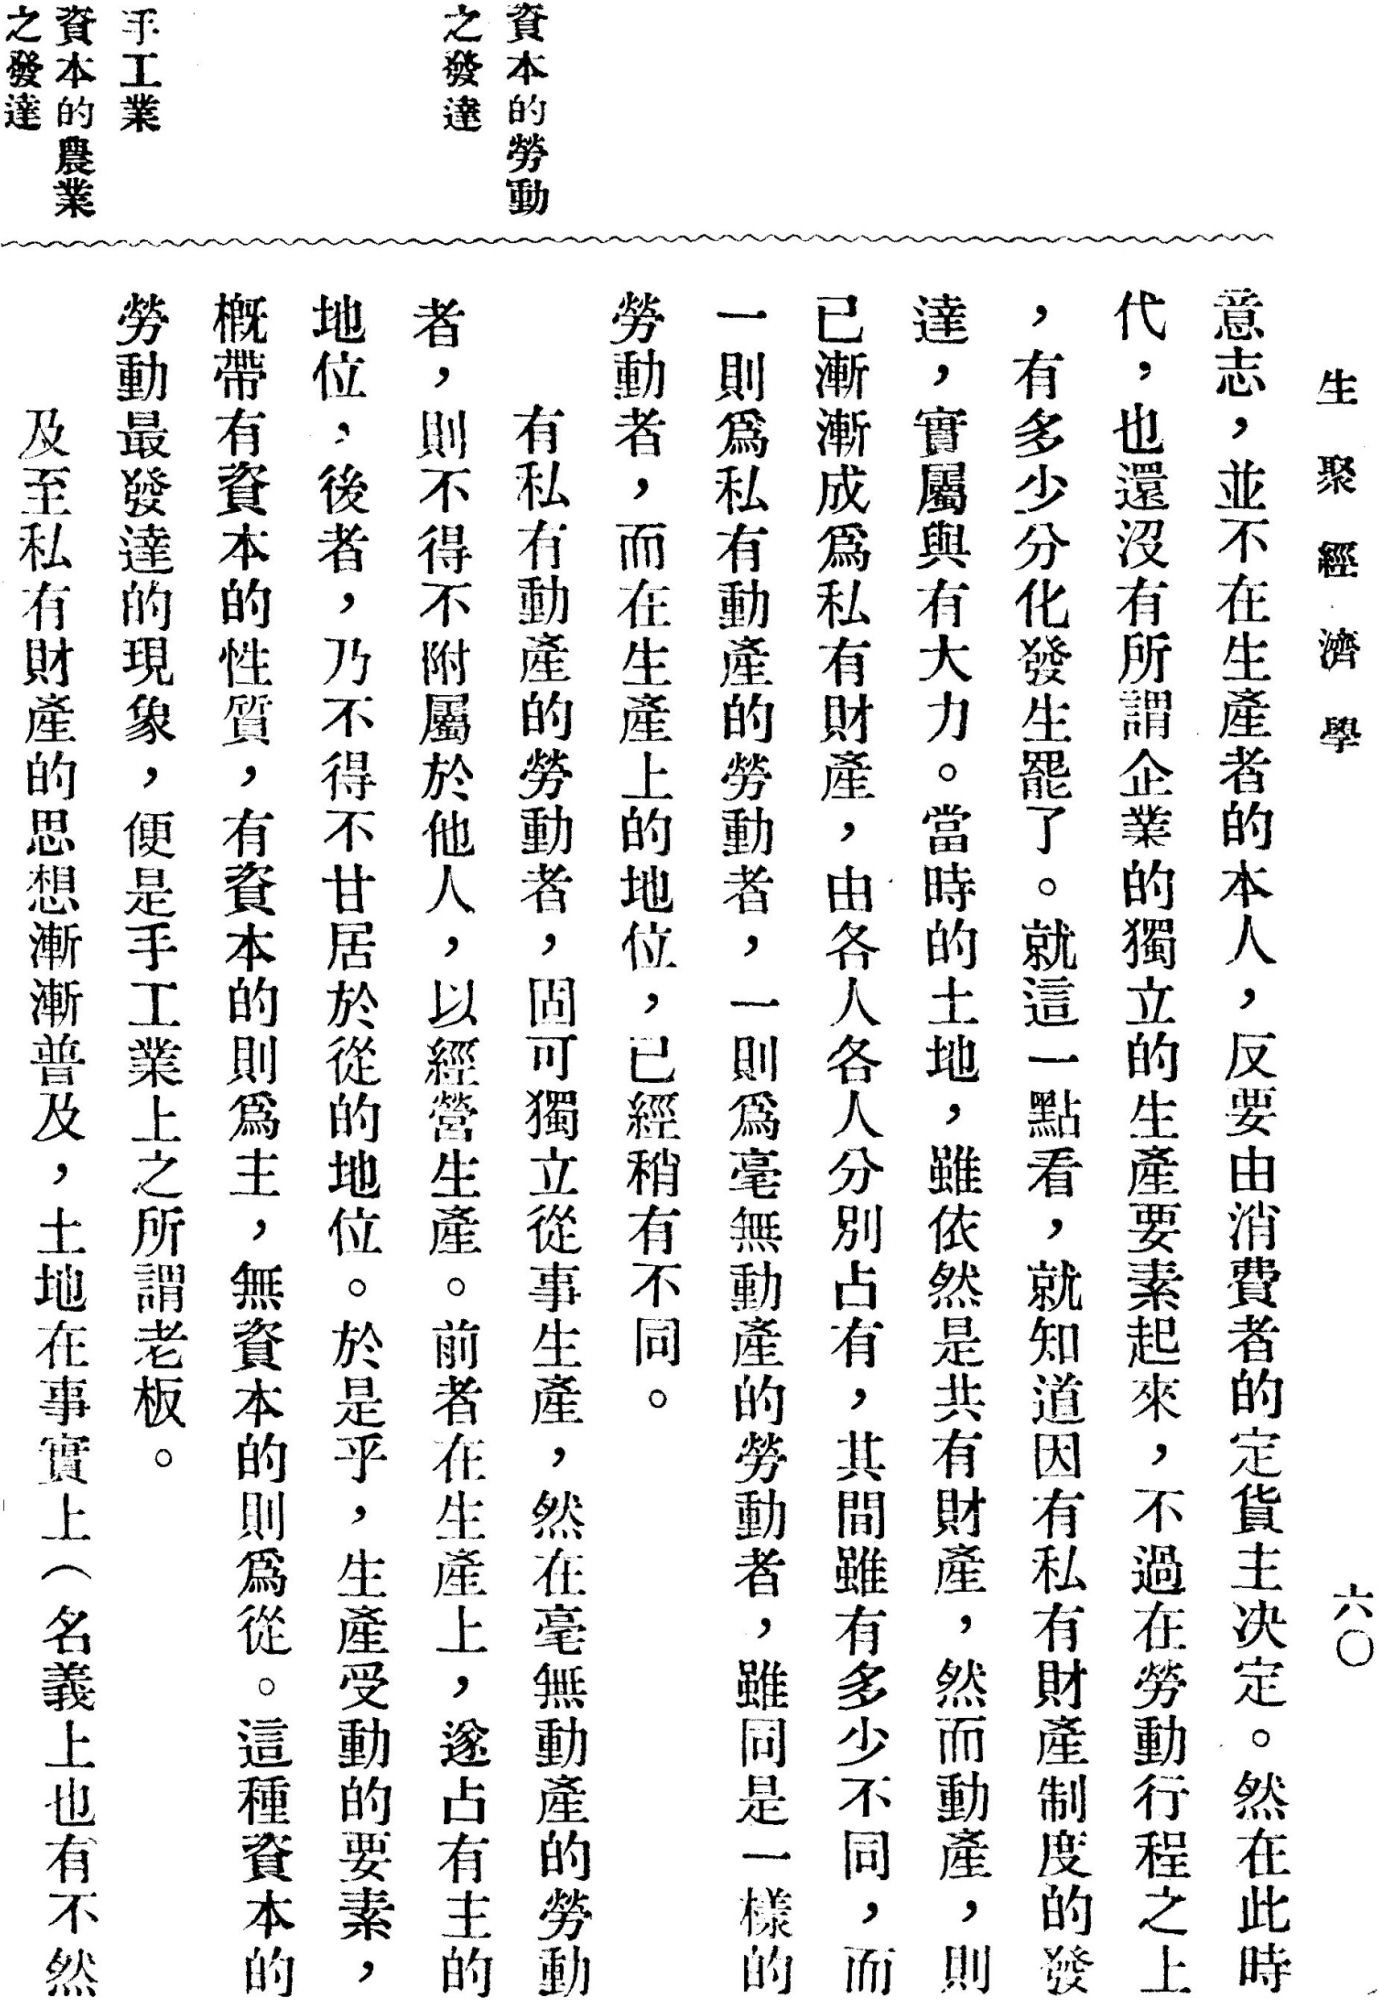 生聚經濟學
六〇
意志，並不在生產者的本人，反要由消費者的定貨主決定。然在此時
代，也還沒有所謂企業的獨立的生產要素起來，不過在勞動行程之上
，有多少分化發生罷了。就這一點看，就知道因有私有財產制度的發
達，實屬與有大力。當時的土地，雖依然是共有財產，然而動產，則
已漸漸成爲私有財產，由各人各人分別占有，其間雖有多少不同，而
一則爲私有動產的勞動者，一則爲毫無動產的勞動者，雖同是一樣的
勞動者，而在生產上的地位，已經稍有不同。
資本的勞動
之發達
有私有動產的勞動者，固可獨立從事生產，然在毫無動產的勞動
者，則不得不附屬於他人，以經營生產。前者在生產上，遂占有主的
地位，後者，乃不得不甘居於從的地位。於是乎，生產受動的要素，
概帶有資本的性質，有資本的則爲主，無資本的則爲從。這種資本的
勞動最發達的現象，便是手工業上之所謂老板。
手工業
資本的農業
之發達
及至私有財產的思想漸漸普及，土地在事實上（名義上也有不然